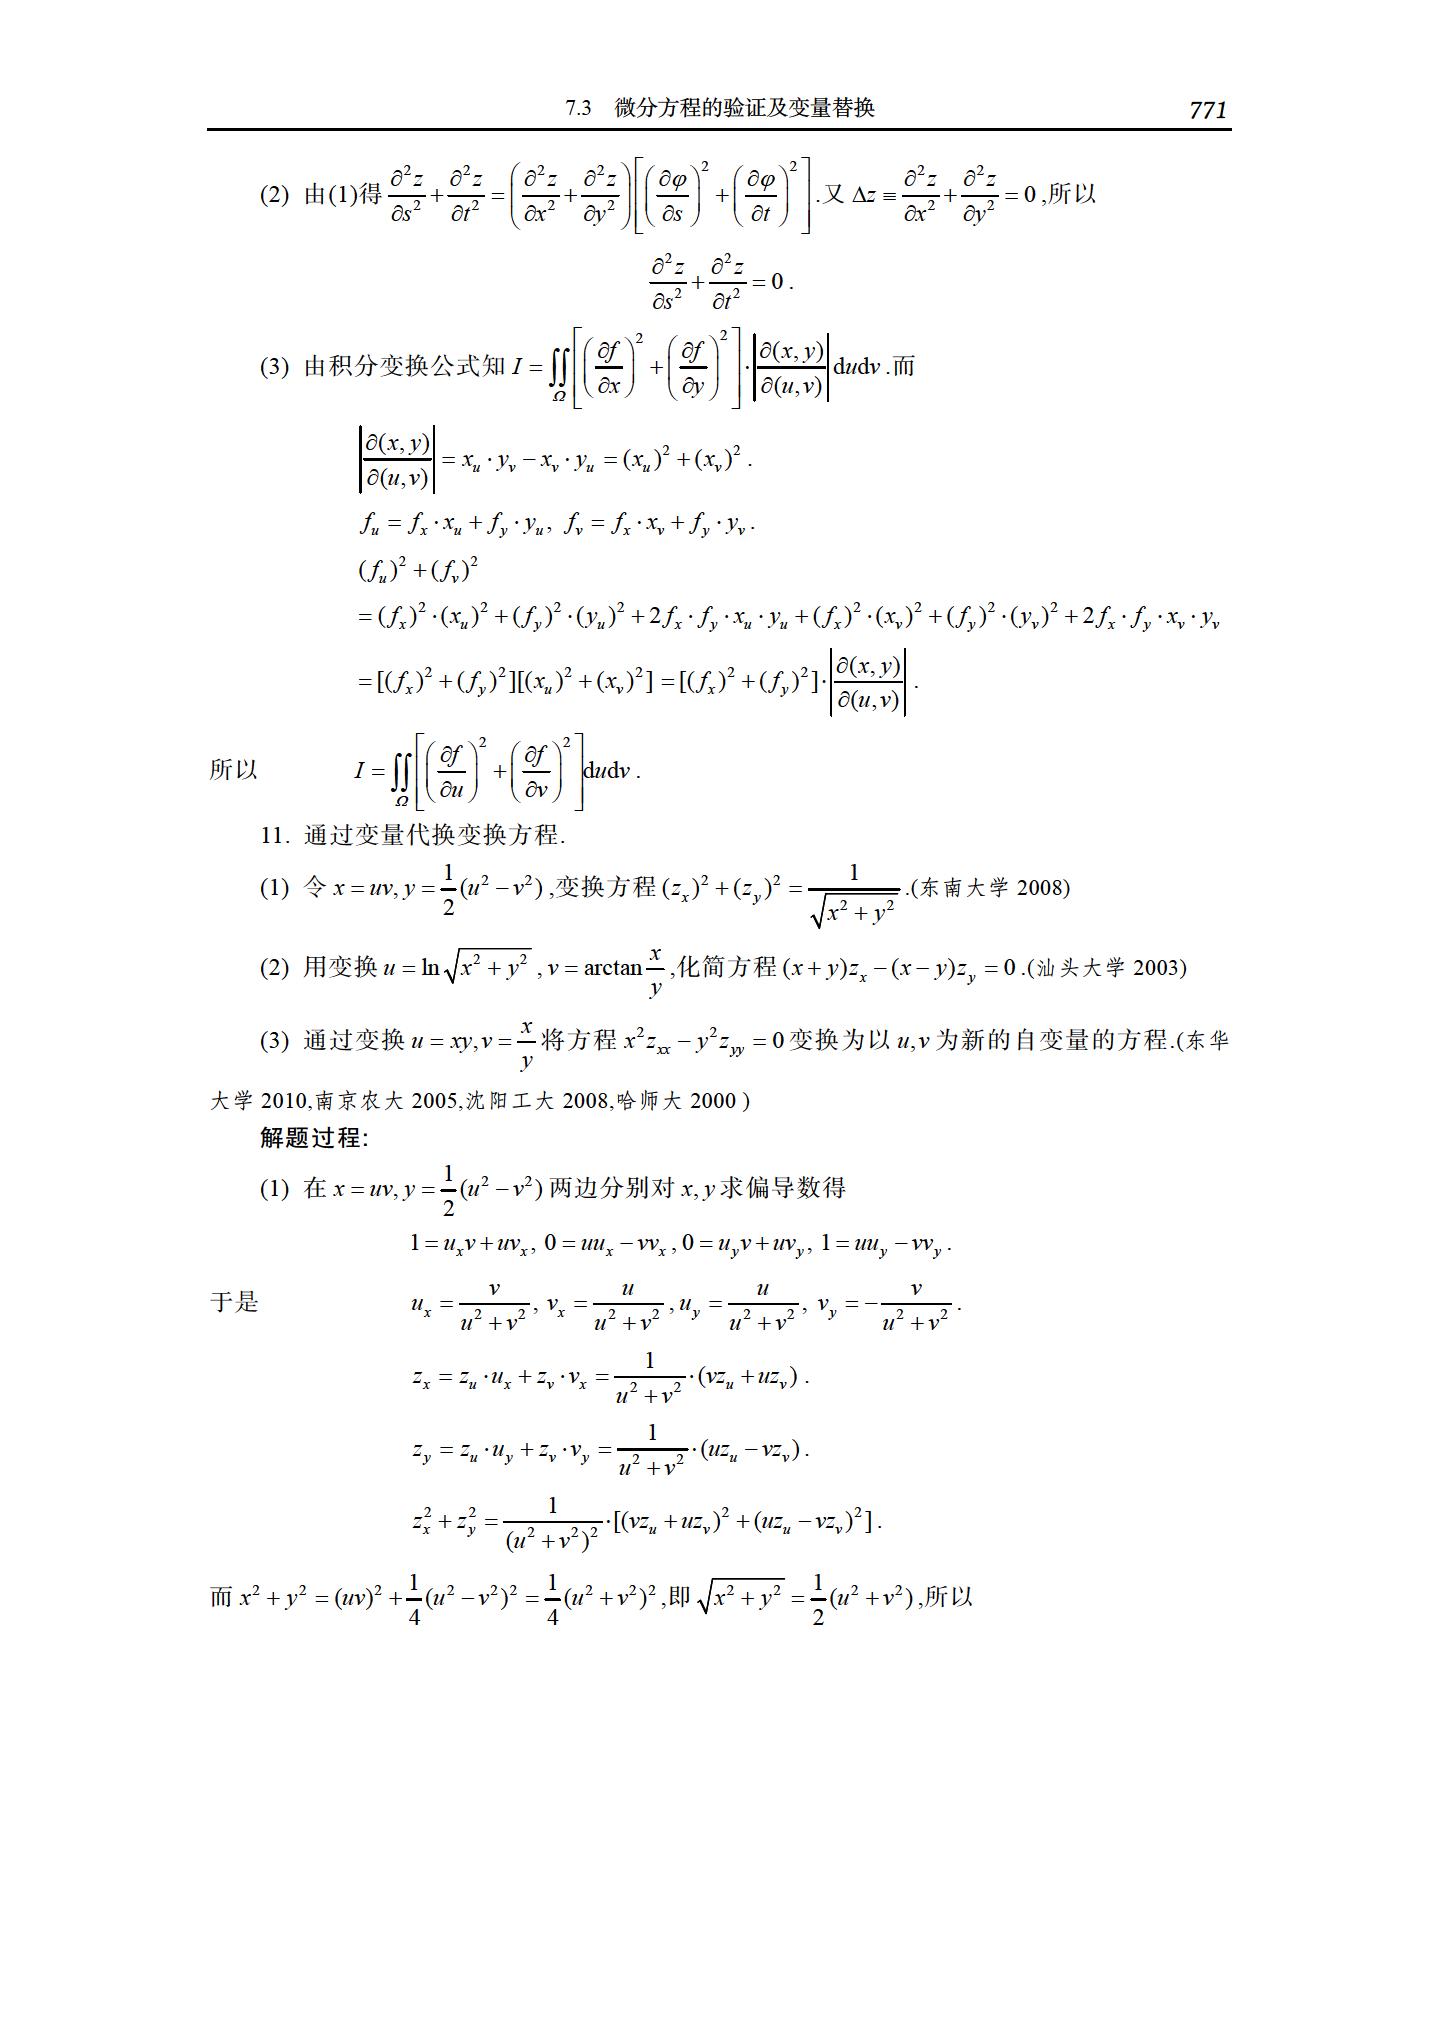 7.3 微分方程的验证及变量替换 771
(2) 由(1)得 $\frac{\partial^2 z}{\partial s^2}+\frac{\partial^2 z}{\partial t^2}=\left(\frac{\partial^2 z}{\partial x^2}+\frac{\partial^2 z}{\partial y^2}\right)\left[\left(\frac{\partial \varphi}{\partial s}\right)^2+\left(\frac{\partial \varphi}{\partial t}\right)^2\right]$.又 $\Delta z\equiv\frac{\partial^2 z}{\partial x^2}+\frac{\partial^2 z}{\partial y^2}=0$,所以
$\frac{\partial^2 z}{\partial s^2}+\frac{\partial^2 z}{\partial t^2}=0$.
(3) 由积分变换公式知 $I=\iint_{\Omega}\left[\left(\frac{\partial f}{\partial x}\right)^2+\left(\frac{\partial f}{\partial y}\right)^2\right]\cdot\left|\frac{\partial(x,y)}{\partial(u,v)}\right|\mathrm{d}u\mathrm{d}v$.而
$\left|\frac{\partial(x,y)}{\partial(u,v)}\right|=x_u\cdot y_v-x_v\cdot y_u=(x_u)^2+(x_v)^2$.
$f_u=f_x\cdot x_u+f_y\cdot y_u,\ f_v=f_x\cdot x_v+f_y\cdot y_v$.
$(f_u)^2+(f_v)^2$
$=(f_x)^2\cdot(x_u)^2+(f_y)^2\cdot(y_u)^2+2f_x\cdot f_y\cdot x_u\cdot y_u+(f_x)^2\cdot(x_v)^2+(f_y)^2\cdot(y_v)^2+2f_x\cdot f_y\cdot x_v\cdot y_v$
$=[(f_x)^2+(f_y)^2][(x_u)^2+(x_v)^2]=[(f_x)^2+(f_y)^2]\cdot\left|\frac{\partial(x,y)}{\partial(u,v)}\right|$.
所以 $I=\iint_{\Omega}\left[\left(\frac{\partial f}{\partial u}\right)^2+\left(\frac{\partial f}{\partial v}\right)^2\right]\mathrm{d}u\mathrm{d}v$.
11. 通过变量代换变换方程.
(1) 令 $x=uv,y=\frac{1}{2}(u^2-v^2)$,变换方程 $(z_x)^2+(z_y)^2=\frac{1}{\sqrt{x^2+y^2}}$.(东南大学 2008)
(2) 用变换 $u=\ln\sqrt{x^2+y^2},v=\arctan\frac{x}{y}$,化简方程 $(x+y)z_x-(x-y)z_y=0$.(汕头大学 2003)
(3) 通过变换 $u=xy,v=\frac{x}{y}$ 将方程 $x^2z_{xx}-y^2z_{yy}=0$ 变换为以 $u,v$ 为新的自变量的方程.(东华
大学 2010,南京农大 2005,沈阳工大 2008,哈师大 2000 )
解题过程:
(1) 在 $x=uv,y=\frac{1}{2}(u^2-v^2)$ 两边分别对 $x,y$ 求偏导数得
$1=u_xv+uv_x,\ 0=uu_x-vv_x,0=u_yv+uv_y,\ 1=uu_y-vv_y$.
于是 $u_x=\frac{v}{u^2+v^2},\ v_x=\frac{u}{u^2+v^2},u_y=\frac{u}{u^2+v^2},\ v_y=-\frac{v}{u^2+v^2}$.
$z_x=z_u\cdot u_x+z_v\cdot v_x=\frac{1}{u^2+v^2}\cdot(vz_u+uz_v)$.
$z_y=z_u\cdot u_y+z_v\cdot v_y=\frac{1}{u^2+v^2}\cdot(uz_u-vz_v)$.
$z_x^2+z_y^2=\frac{1}{(u^2+v^2)^2}\cdot[(vz_u+uz_v)^2+(uz_u-vz_v)^2]$.
而 $x^2+y^2=(uv)^2+\frac{1}{4}(u^2-v^2)^2=\frac{1}{4}(u^2+v^2)^2$,即 $\sqrt{x^2+y^2}=\frac{1}{2}(u^2+v^2)$,所以